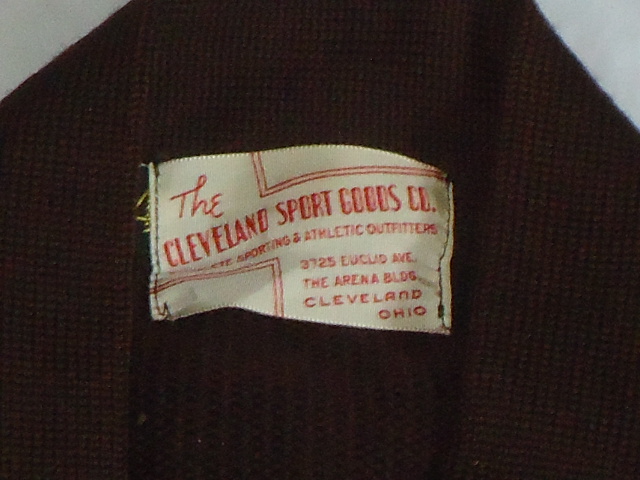 The
CLEVELAND SPORT GOODS CO.
SPORTING & ATHLETIC OUTFITTERS
3725 EUCLID AVE.
THE ARENA BLDG.
CLEVELAND
OHIO